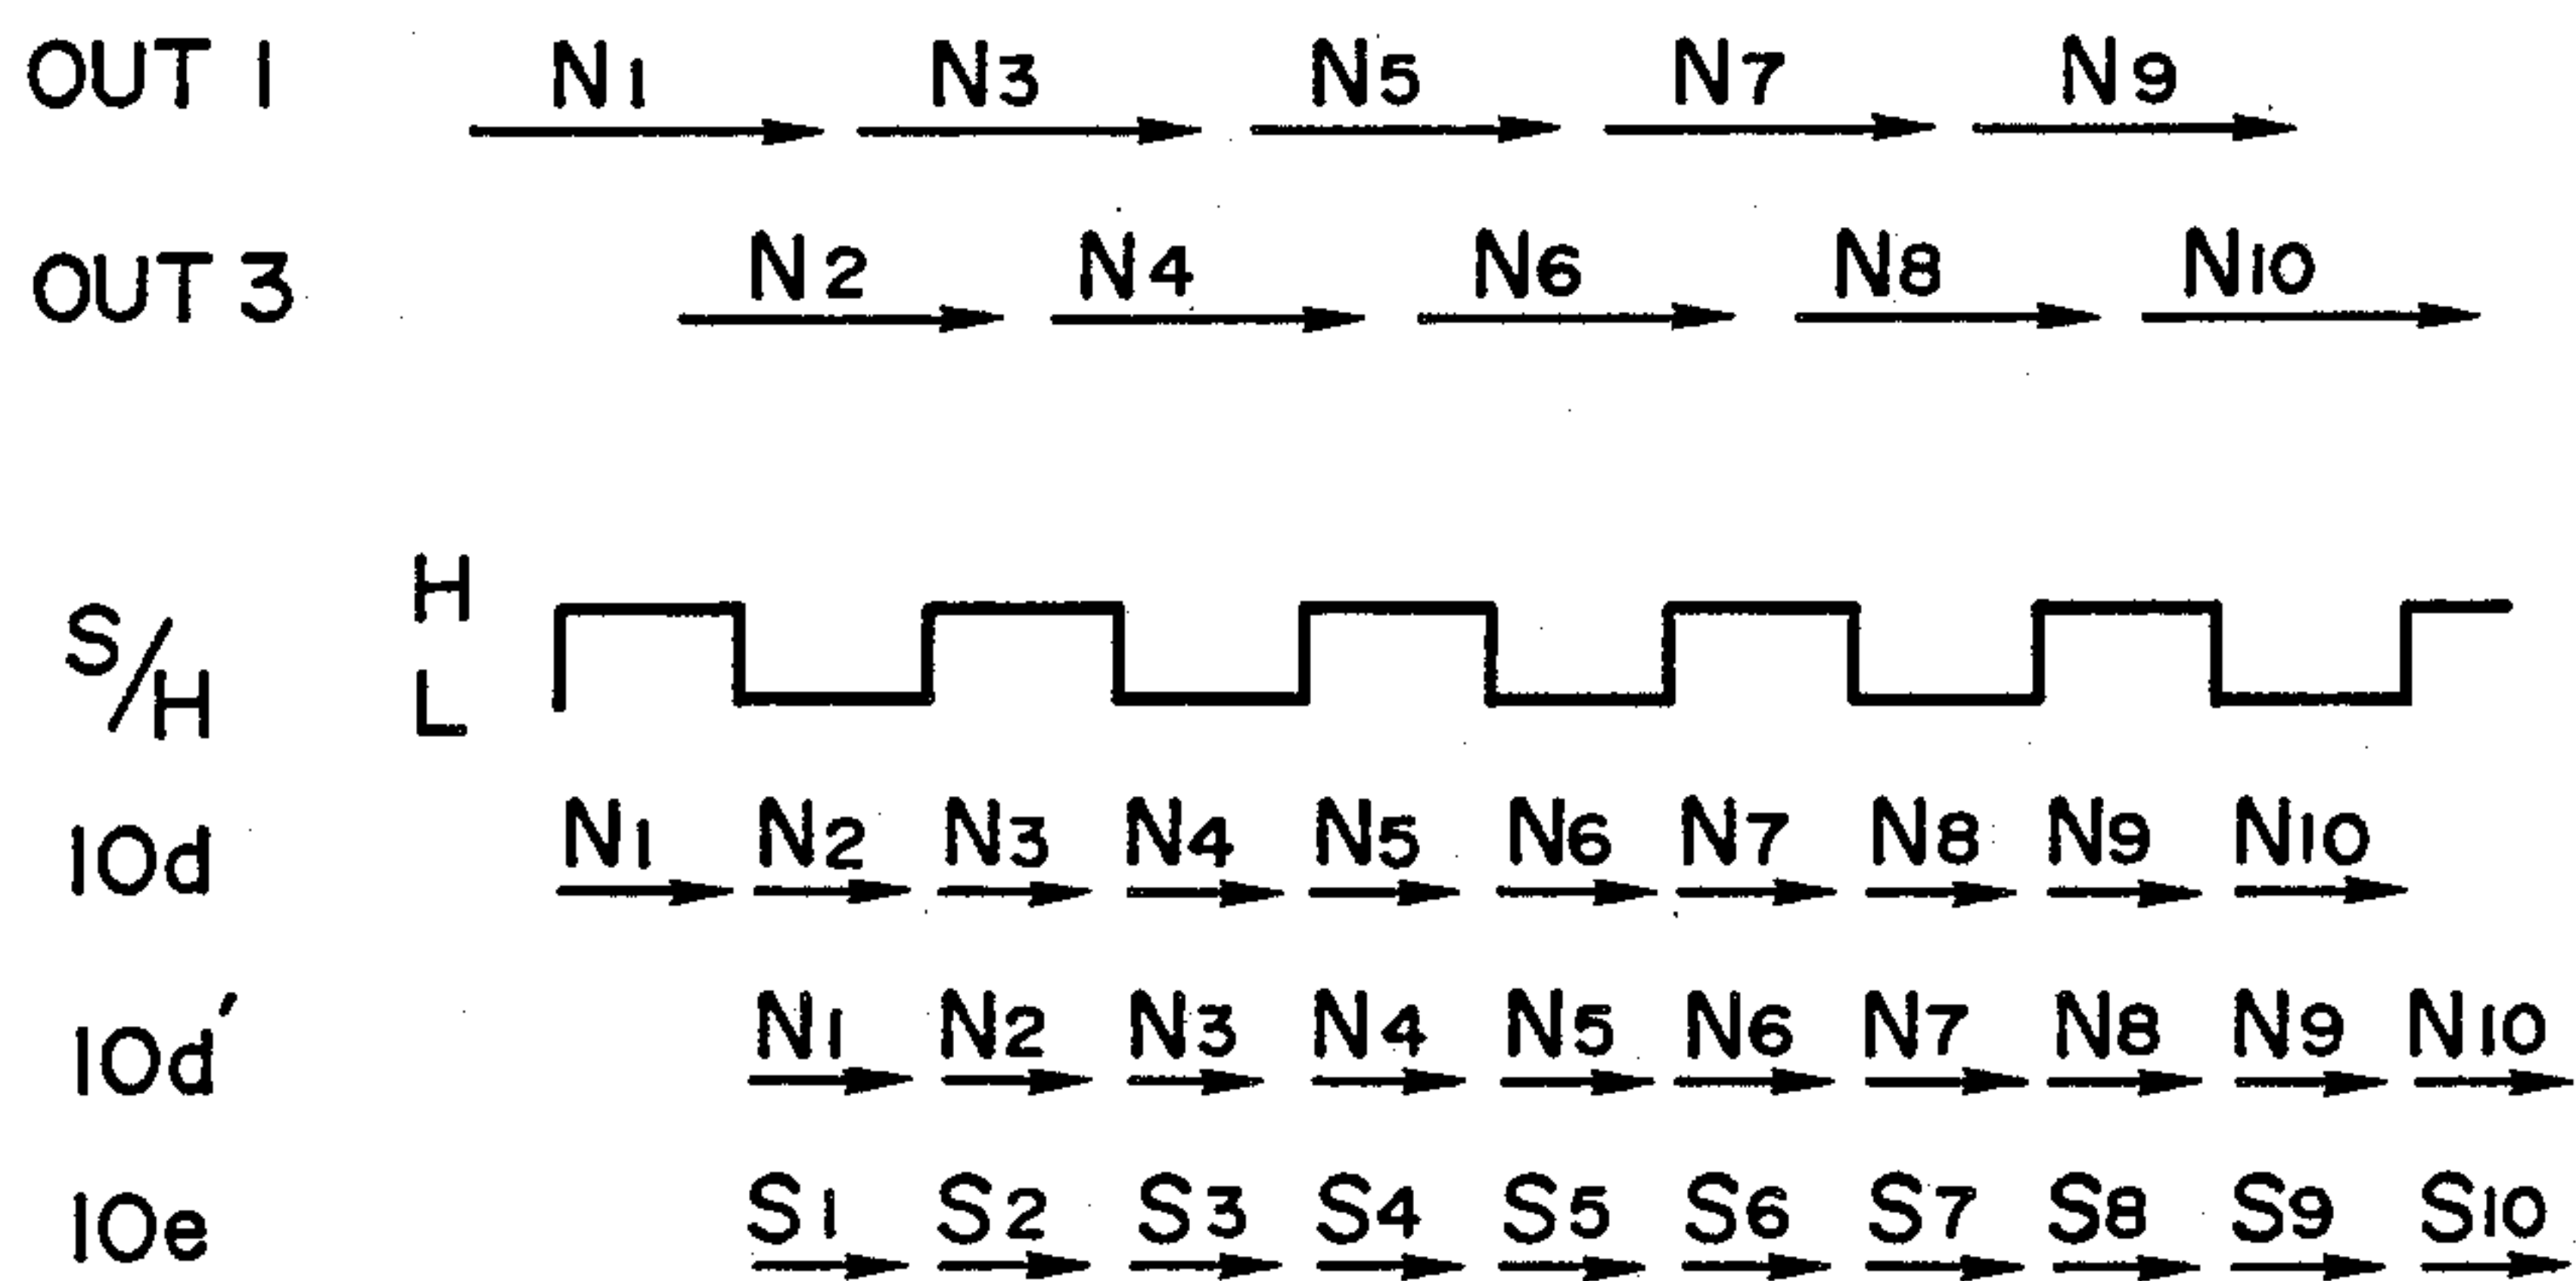 OUT 1 N1 N3 N5 N7 N9
OUT 3 N2 N4 N6 N8 N10
S/H H L
10d N1 N2 N3 N4 N5 N6 N7 N8 N9 N10
10d' N1 N2 N3 N4 N5 N6 N7 N8 N9 N10
10e S1 S2 S3 S4 S5 S6 S7 S8 S9 S10